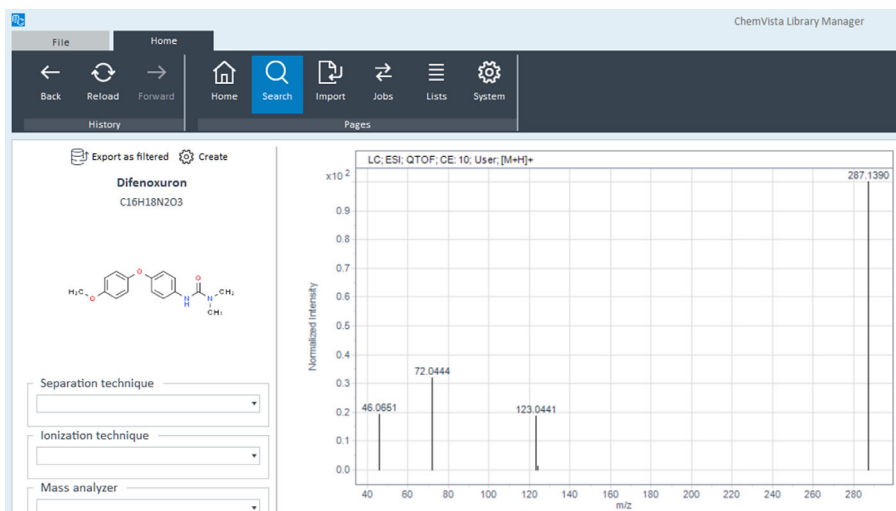 ChemVista Library Manager
File
Home
Back
Reload
Forward
Home
Search
Import
Jobs
Lists
System
History
Pages
Export as filtered
Create
Difenoxuron
C16H18N2O3
H₃C
O
O
O
NH
N
CH₃
CH₃
Separation technique
Ionization technique
Mass analyzer
LC; ESI; QTOF; CE: 10; User; [M+H]+
x10 2
287.1390
0.9
0.8
0.7
0.6
0.5
0.4
0.3
0.2
0.1
0.0
Normalized Intensity
72.0444
46.0651
123.0441
40 60 80 100 120 140 160 180 200 220 240 260 280
m/z